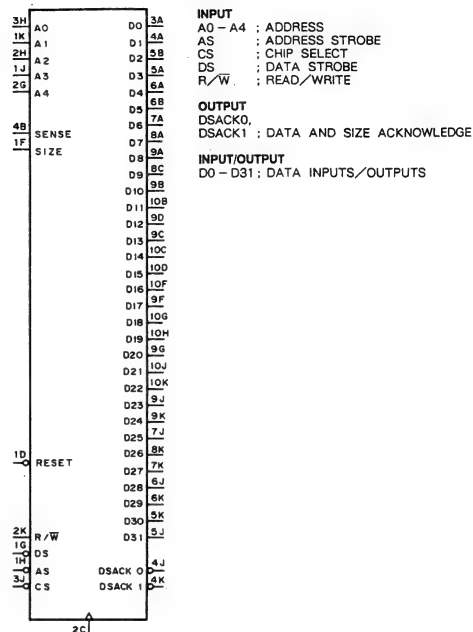 3H A0
1K A1
2H A2
1J A3
2G A4
4B SENSE
1F SIZE
1D RESET
2K R/W̅
1G DS
1H AS
3J CS
2C
D0 3A
D1 4A
D2 5B
D3 5A
D4 6A
D5 6B
D6 7A
D7 8A
D8 9A
D9 8C
D10 9B
D11 10B
D12 9D
D13 9C
D14 10C
D15 10D
D16 10F
D17 9F
D18 10G
D19 10H
D20 9G
D21 10J
D22 10K
D23 9J
D24 9K
D25 7J
D26 8K
D27 7K
D28 6J
D29 6K
D30 5K
D31 5J
DSACK 0 4J
DSACK 1 4K
INPUT
A0 – A4 ; ADDRESS
AS ; ADDRESS STROBE
CS ; CHIP SELECT
DS ; DATA STROBE
R/W̅ ; READ/WRITE
OUTPUT
DSACK0,
DSACK1 ; DATA AND SIZE ACKNOWLEDGE
INPUT/OUTPUT
D0 – D31 ; DATA INPUTS/OUTPUTS